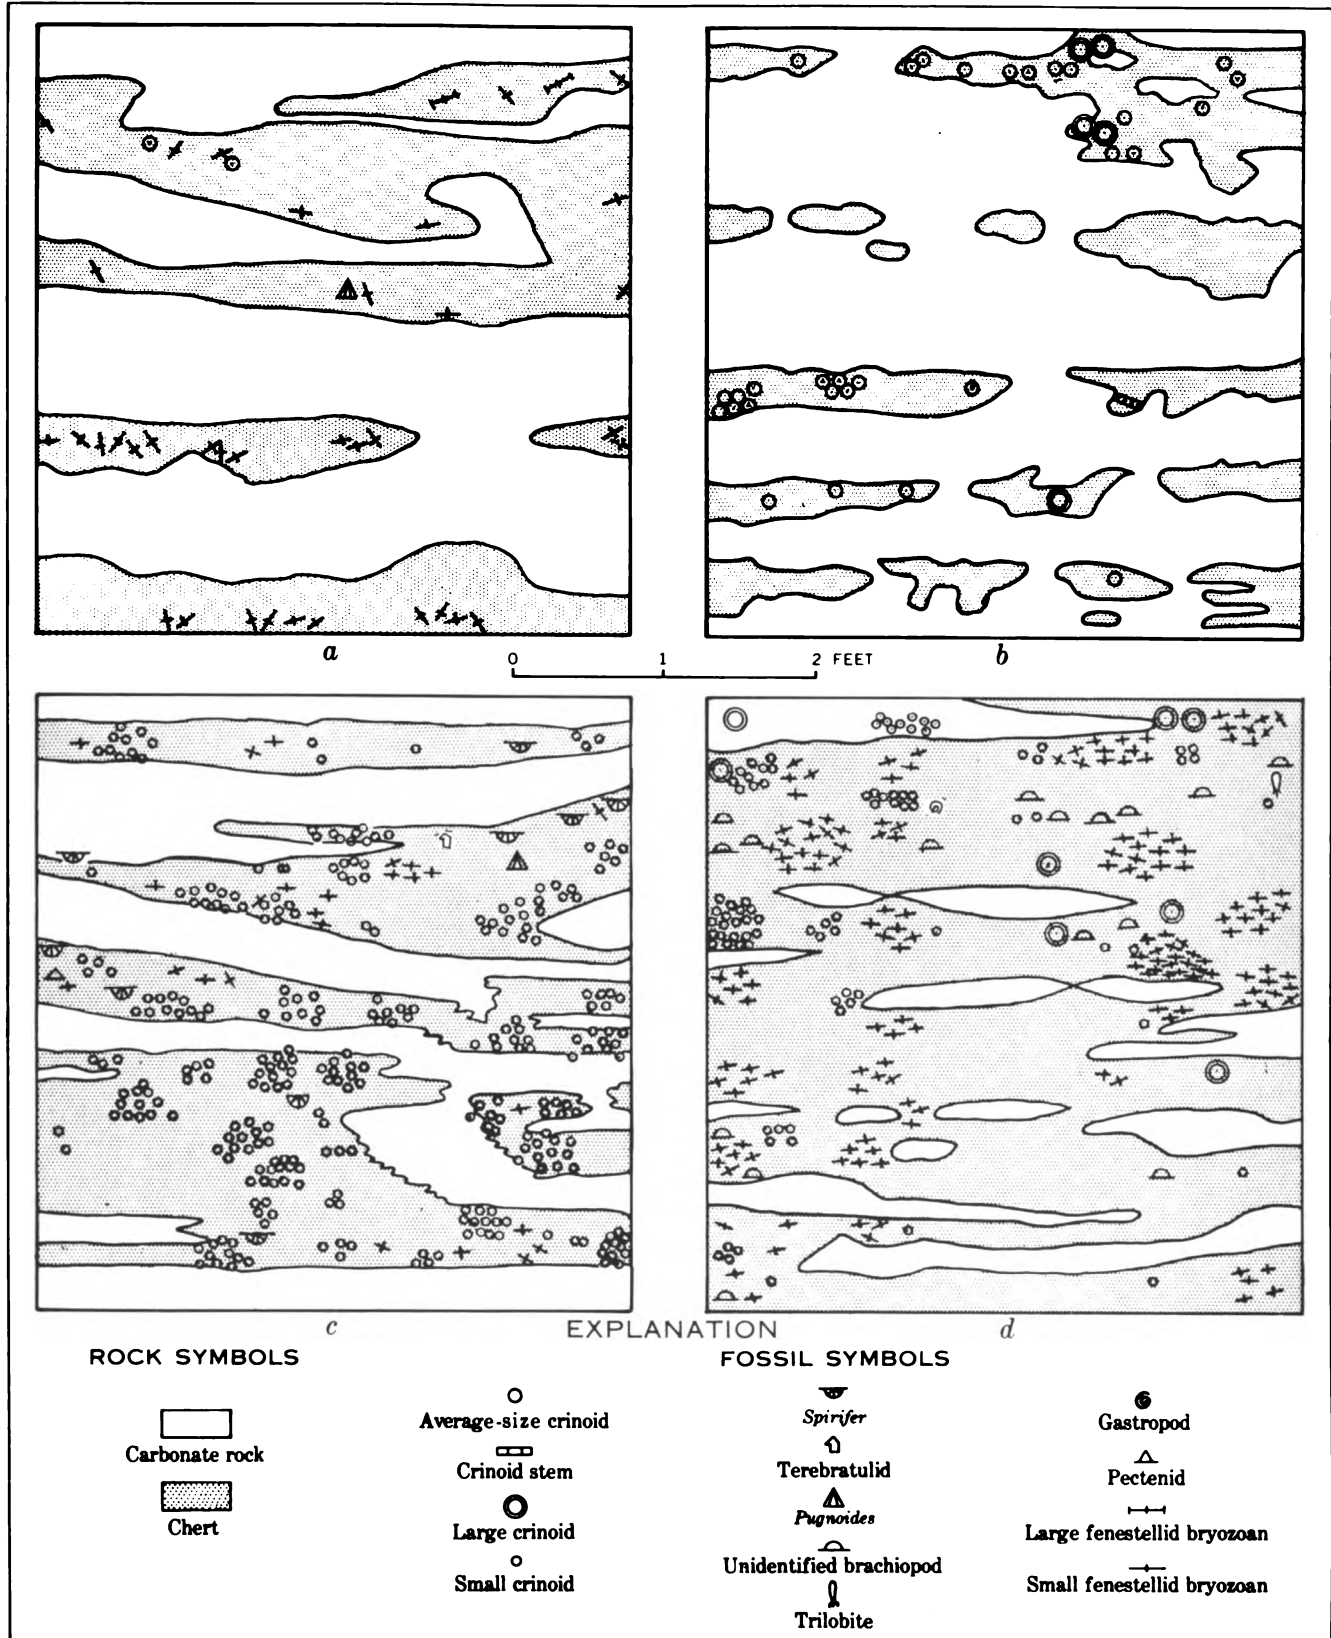 a
b
0 1 2 FEET
c
d
EXPLANATION
ROCK SYMBOLS
Carbonate rock
Chert
Average-size crinoid
Crinoid stem
Large crinoid
Small crinoid
FOSSIL SYMBOLS
Spirifer
Terebratulid
Pugnoides
Unidentified brachiopod
Trilobite
Gastropod
Pectenid
Large fenestellid bryozoan
Small fenestellid bryozoan